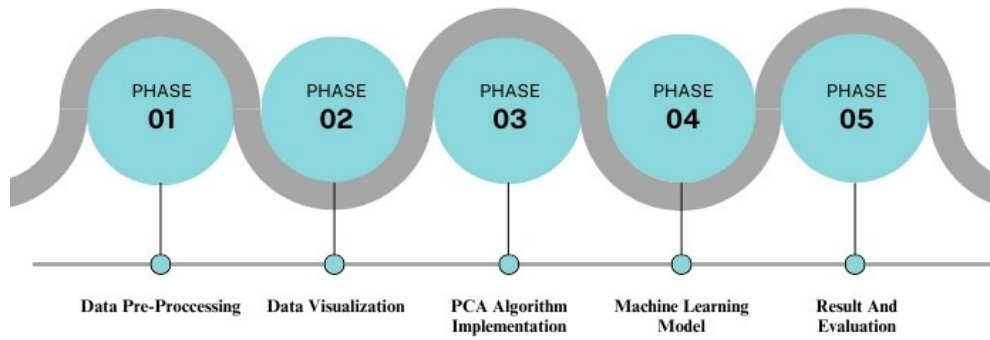 PHASE
01
PHASE
02
PHASE
03
PHASE
04
PHASE
05
Data Pre-Proccessing
Data Visualization
PCA Algorithm
Implementation
Machine Learning
Model
Result And
Evaluation